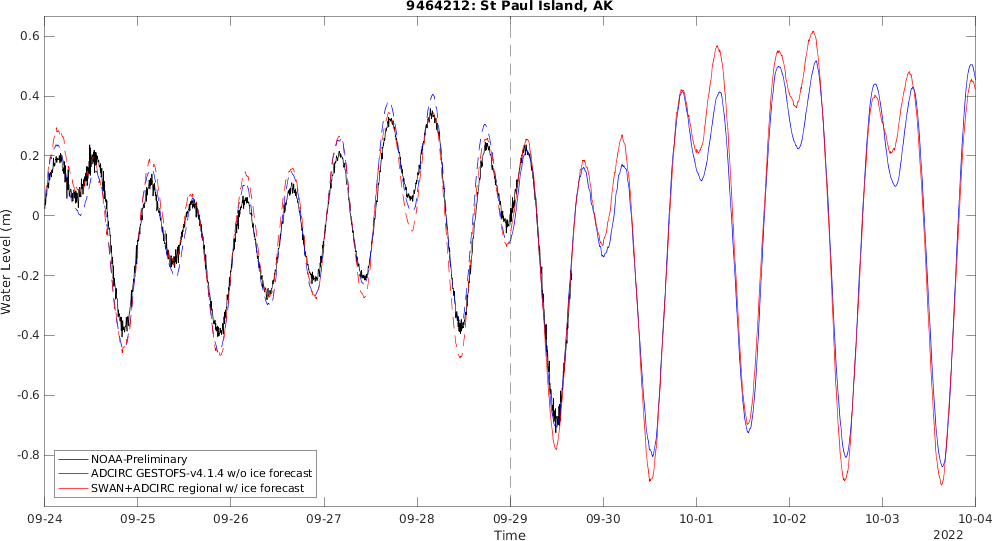 9464212: St Paul Island, AK
0.6
0.4
0.2
0
-0.2
-0.4
-0.6
-0.8
Water Level (m)
NOAA-Preliminary
ADCIRC GESTOFS-v4.1.4 w/o ice forecast
SWAN+ADCIRC regional w/ ice forecast
09-24 09-25 09-26 09-27 09-28 09-29 09-30 10-01 10-02 10-03 10-04
Time
2022